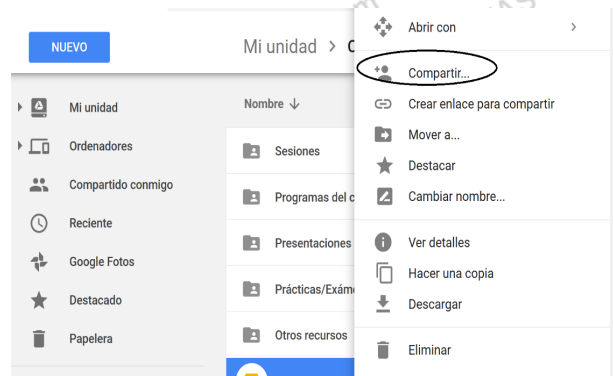 NUEVO
Mi unidad >
Mi unidad
Ordenadores
Compartido conmigo
Reciente
Google Fotos
Destacado
Papelera
Nombre
Sesiones
Programas del
Presentaciones
Prácticas/
Otros recursos
Abrir con
Compartir...
Crear enlace para compartir
Mover a...
Destacar
Cambiar nombre...
Ver detalles
Hacer una copia
Descargar
Eliminar